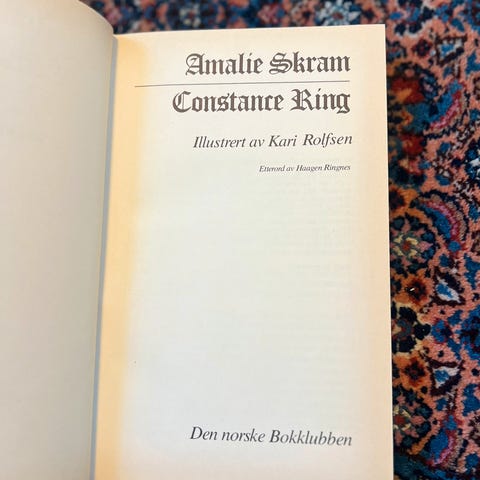 Amalie Skram
Constance Ring
Illustrert av Kari Rolfsen
Etterord av Haagen Ringnes
Den norske Bokklubben